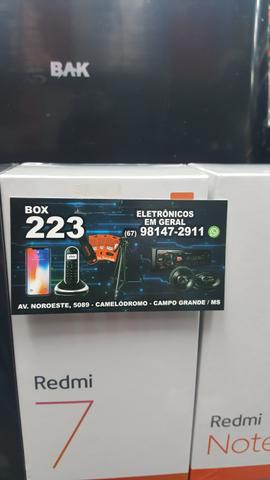 BAK
BOX
223
ELETRÔNICOS
EM GERAL
(67) 98147-2911
AV. NOROESTE, 5089 - CAMELÓDROMO - CAMPO GRANDE / MS
Redmi
7
Redmi
Note